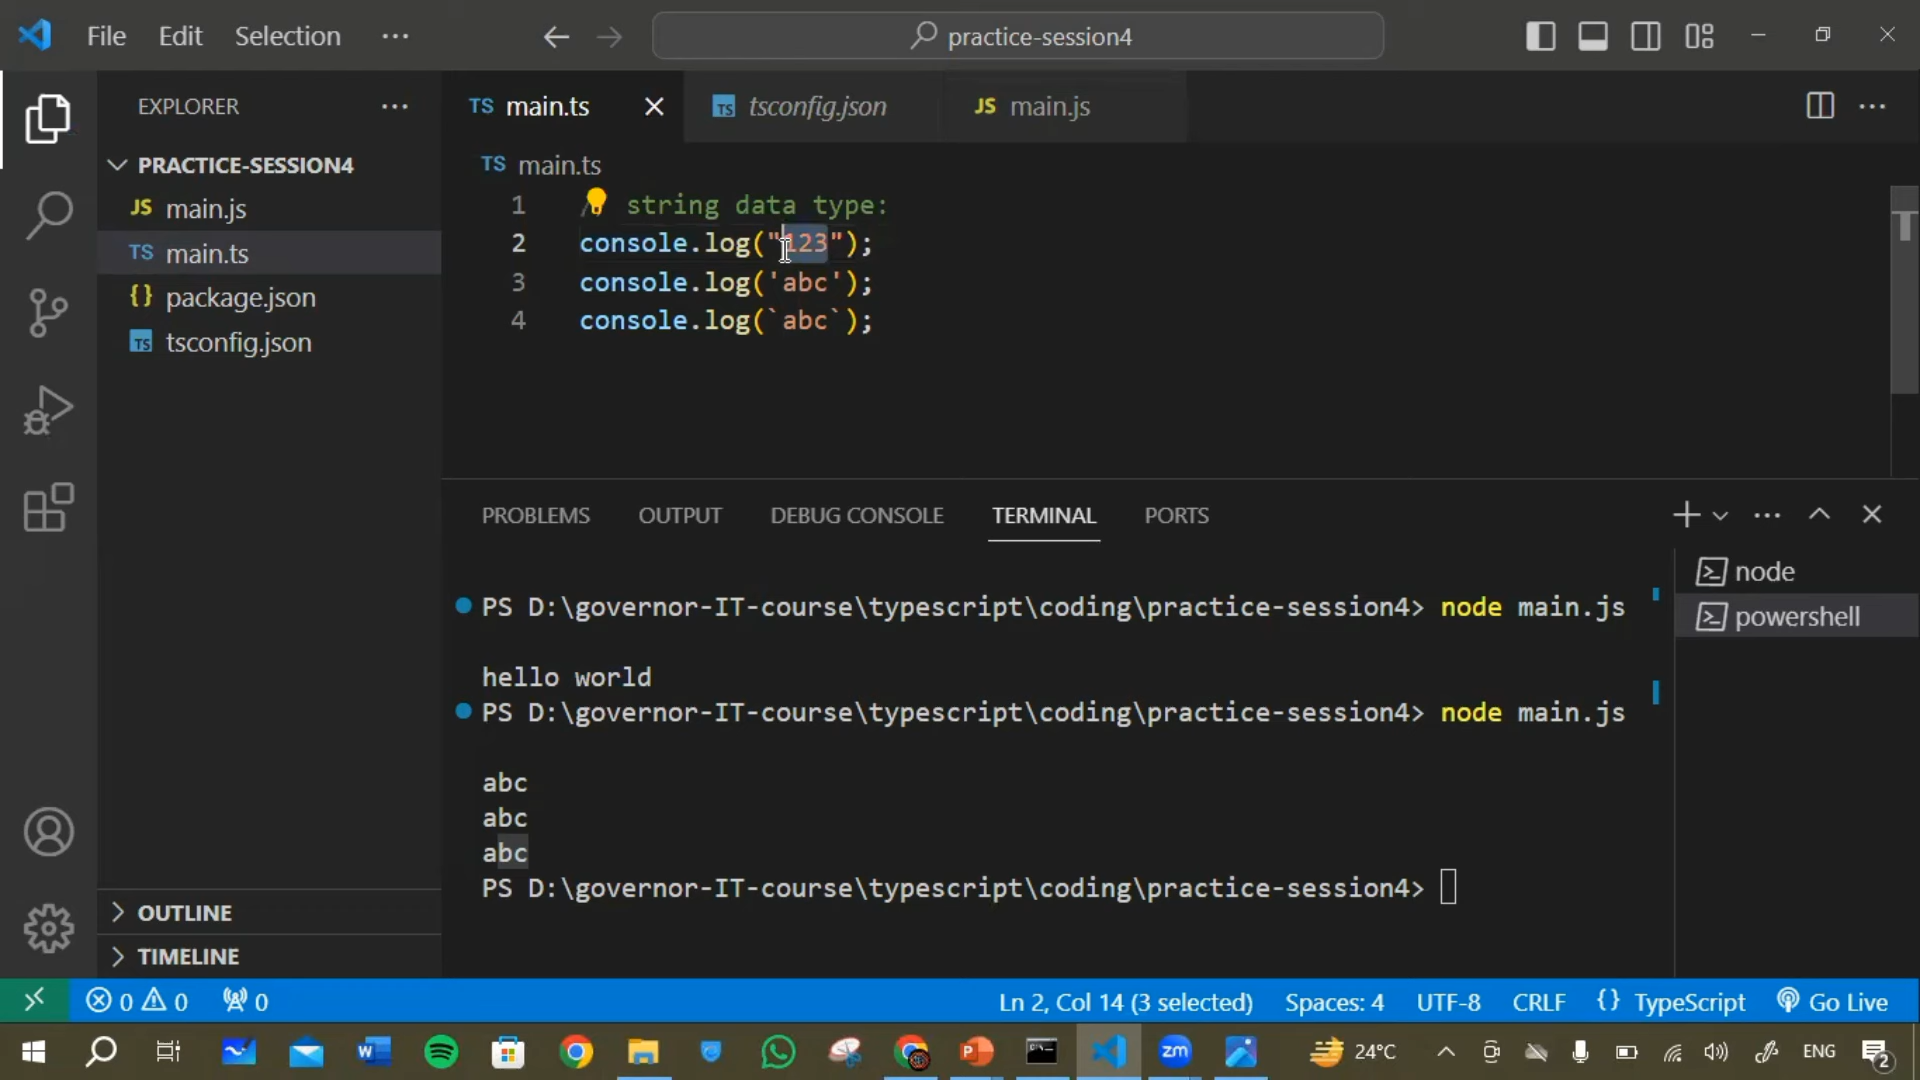 File Edit Selection ···
practice-session4
EXPLORER ···
PRACTICE-SESSION4
JS main.js
TS main.ts
{} package.json
TS tsconfig.json
OUTLINE
TIMELINE
TS main.ts
TS tsconfig.json
JS main.js
TS main.ts
1 / string data type:
2 console.log("123");
3 console.log('abc');
4 console.log(`abc`);
PROBLEMS OUTPUT DEBUG CONSOLE TERMINAL PORTS
PS D:\governor-IT-course\typescript\coding\practice-session4> node main.js
hello world
PS D:\governor-IT-course\typescript\coding\practice-session4> node main.js
abc
abc
abc
PS D:\governor-IT-course\typescript\coding\practice-session4>
node
powershell
0 0 0 Ln 2, Col 14 (3 selected) Spaces: 4 UTF-8 CRLF {} TypeScript Go Live
W P zm 24°C ENG 2